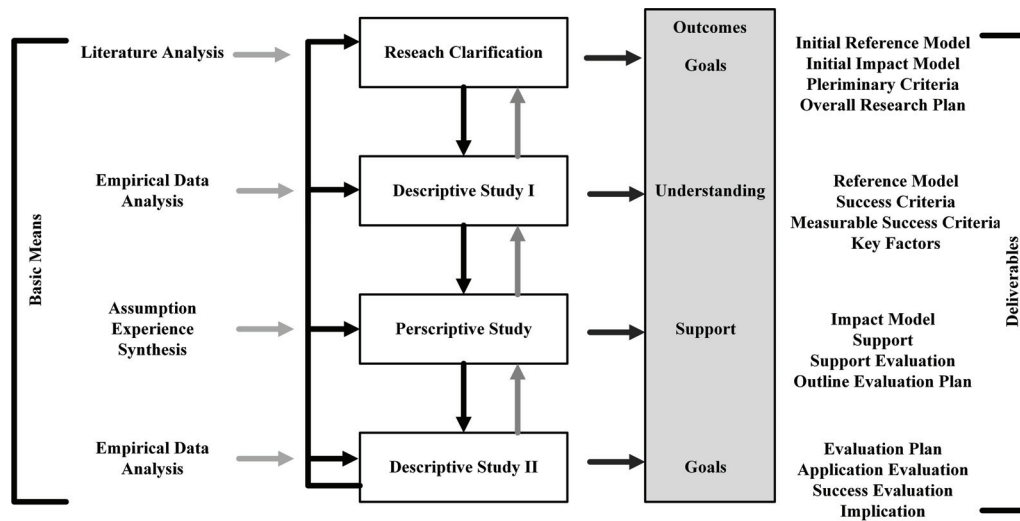 Basic Means
Literature Analysis
Reseach Clarification
Outcomes
Goals
Initial Reference Model
Initial Impact Model
Pleriminary Criteria
Overall Research Plan
Empirical Data
Analysis
Descriptive Study I
Understanding
Reference Model
Success Criteria
Measurable Success Criteria
Key Factors
Assumption
Experience
Synthesis
Perscriptive Study
Support
Impact Model
Support
Support Evaluation
Outline Evaluation Plan
Empirical Data
Analysis
Descriptive Study II
Goals
Evaluation Plan
Application Evaluation
Success Evaluation
Implication
Deliverables